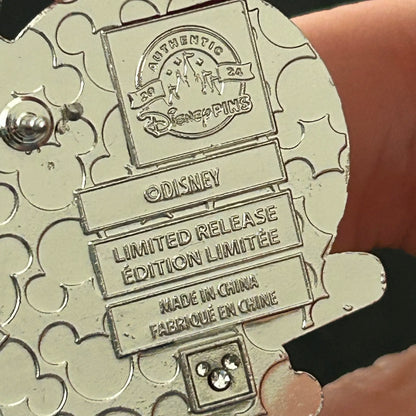 AUTHENTIC
20 24
Disney PINS
©DISNEY
LIMITED RELEASE
ÉDITION LIMITÉE
MADE IN CHINA
FABRIQUÉ EN CHINE